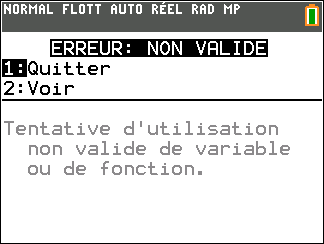 NORMAL FLOTT AUTO RÉEL RAD MP
ERREUR: NON VALIDE
1:Quitter
2:Voir
Tentative d'utilisation
non valide de variable
ou de fonction.